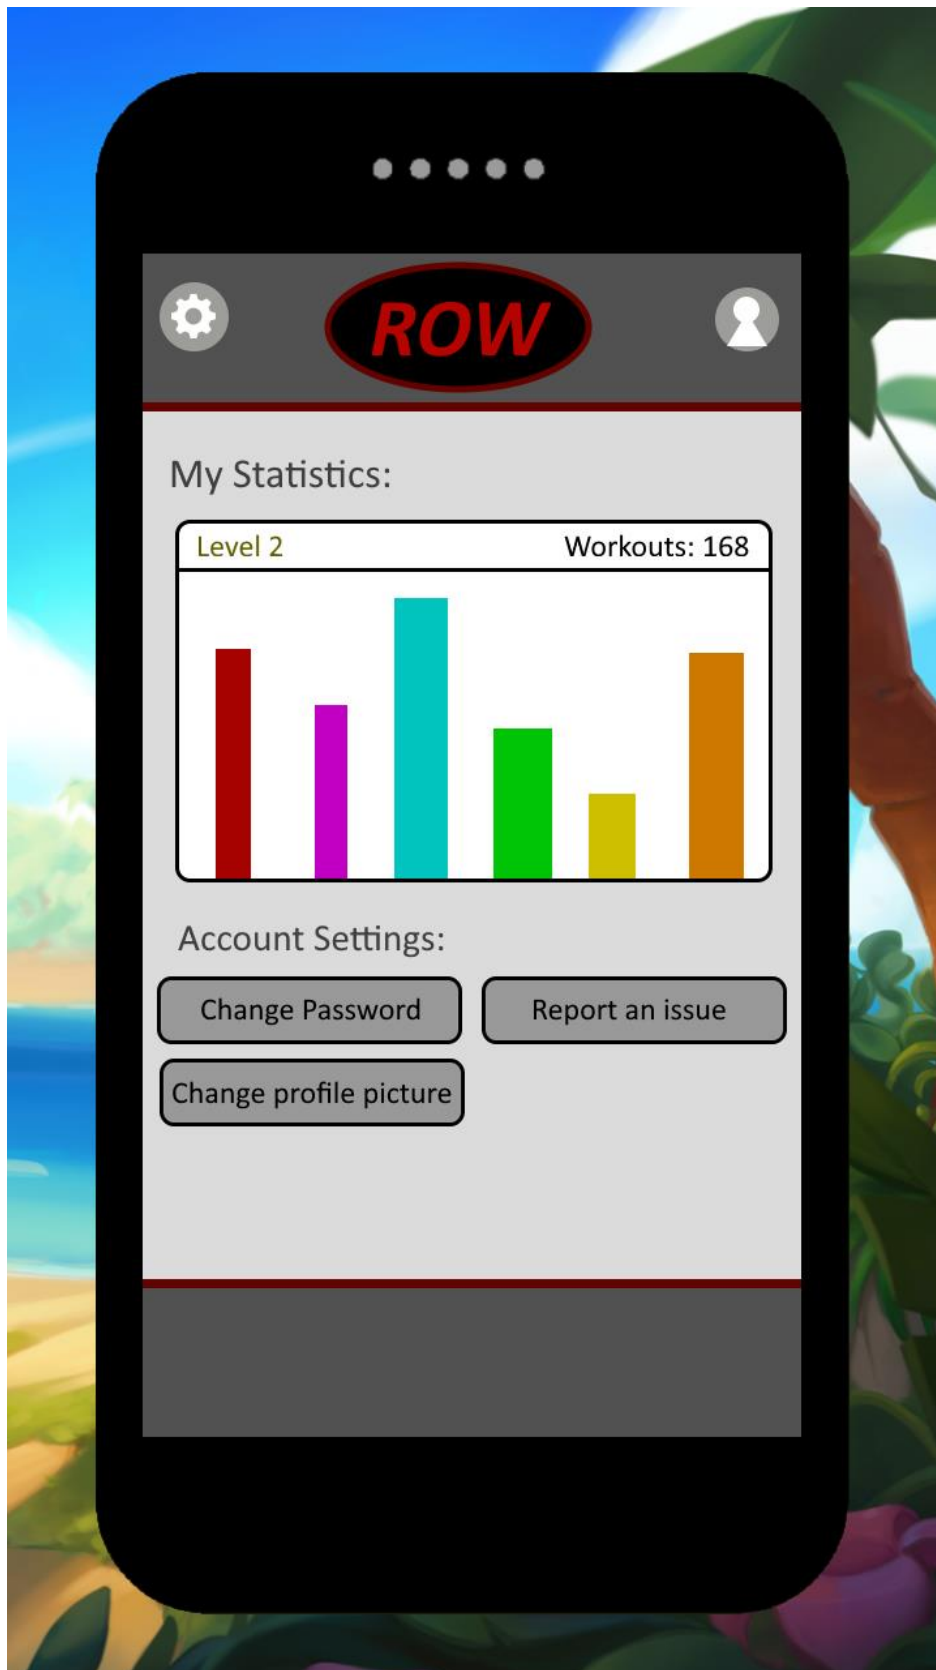 ROW
My Statistics:
Level 2 Workouts: 168
Account Settings:
Change Password Report an issue
Change profile picture